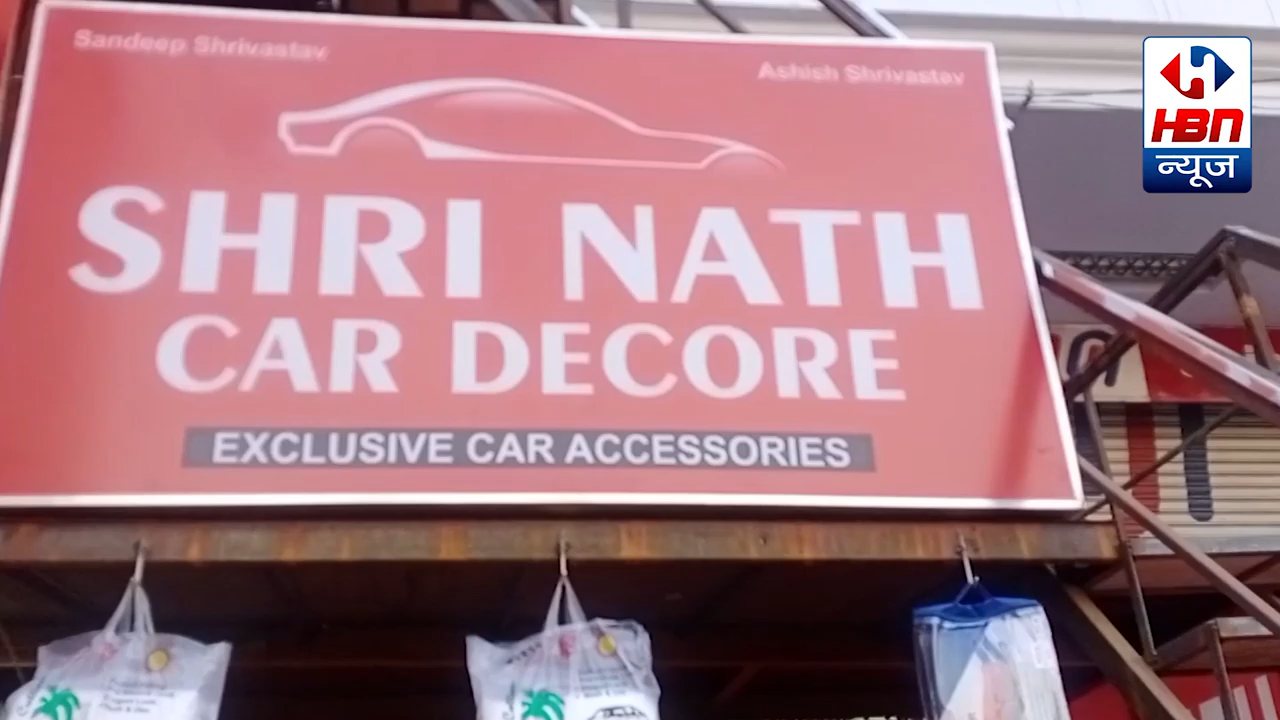 Sandeep Shrivastav
Ashish Shrivastav
HBN
न्यूज
SHRI NATH
CAR DECORE
EXCLUSIVE CAR ACCESSORIES